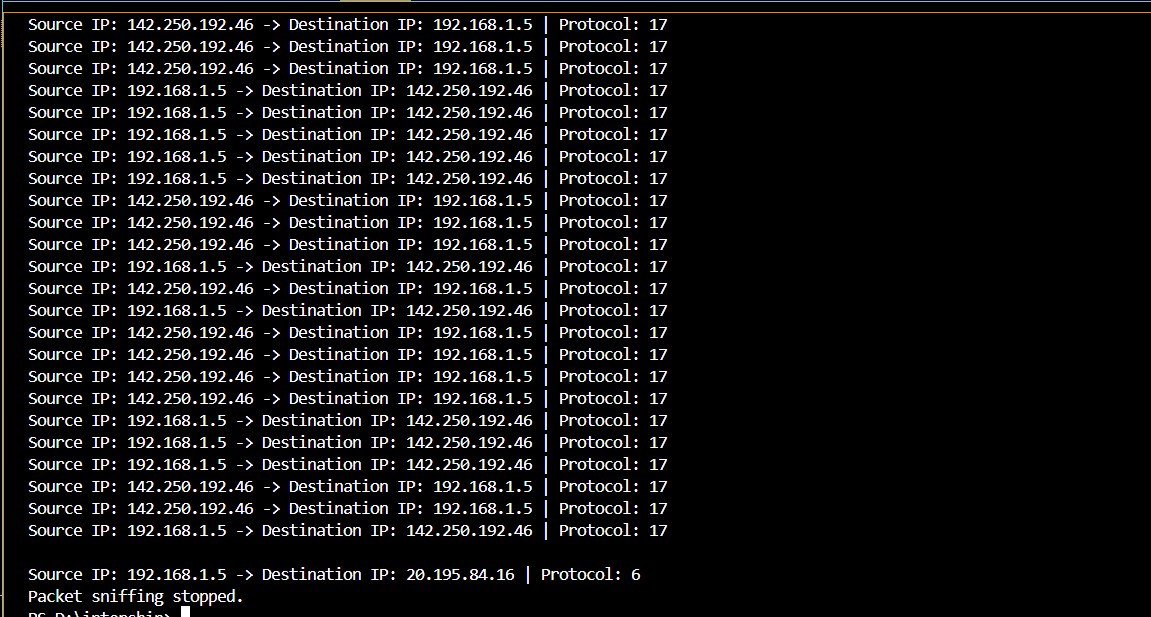 Source IP: 142.250.192.46 -> Destination IP: 192.168.1.5 | Protocol: 17
Source IP: 142.250.192.46 -> Destination IP: 192.168.1.5 | Protocol: 17
Source IP: 142.250.192.46 -> Destination IP: 192.168.1.5 | Protocol: 17
Source IP: 192.168.1.5 -> Destination IP: 142.250.192.46 | Protocol: 17
Source IP: 192.168.1.5 -> Destination IP: 142.250.192.46 | Protocol: 17
Source IP: 192.168.1.5 -> Destination IP: 142.250.192.46 | Protocol: 17
Source IP: 192.168.1.5 -> Destination IP: 142.250.192.46 | Protocol: 17
Source IP: 192.168.1.5 -> Destination IP: 142.250.192.46 | Protocol: 17
Source IP: 142.250.192.46 -> Destination IP: 192.168.1.5 | Protocol: 17
Source IP: 142.250.192.46 -> Destination IP: 192.168.1.5 | Protocol: 17
Source IP: 142.250.192.46 -> Destination IP: 192.168.1.5 | Protocol: 17
Source IP: 192.168.1.5 -> Destination IP: 142.250.192.46 | Protocol: 17
Source IP: 142.250.192.46 -> Destination IP: 192.168.1.5 | Protocol: 17
Source IP: 192.168.1.5 -> Destination IP: 142.250.192.46 | Protocol: 17
Source IP: 142.250.192.46 -> Destination IP: 192.168.1.5 | Protocol: 17
Source IP: 142.250.192.46 -> Destination IP: 192.168.1.5 | Protocol: 17
Source IP: 142.250.192.46 -> Destination IP: 192.168.1.5 | Protocol: 17
Source IP: 142.250.192.46 -> Destination IP: 192.168.1.5 | Protocol: 17
Source IP: 192.168.1.5 -> Destination IP: 142.250.192.46 | Protocol: 17
Source IP: 192.168.1.5 -> Destination IP: 142.250.192.46 | Protocol: 17
Source IP: 192.168.1.5 -> Destination IP: 142.250.192.46 | Protocol: 17
Source IP: 142.250.192.46 -> Destination IP: 192.168.1.5 | Protocol: 17
Source IP: 142.250.192.46 -> Destination IP: 192.168.1.5 | Protocol: 17
Source IP: 192.168.1.5 -> Destination IP: 142.250.192.46 | Protocol: 17
Source IP: 192.168.1.5 -> Destination IP: 20.195.84.16 | Protocol: 6
Packet sniffing stopped.